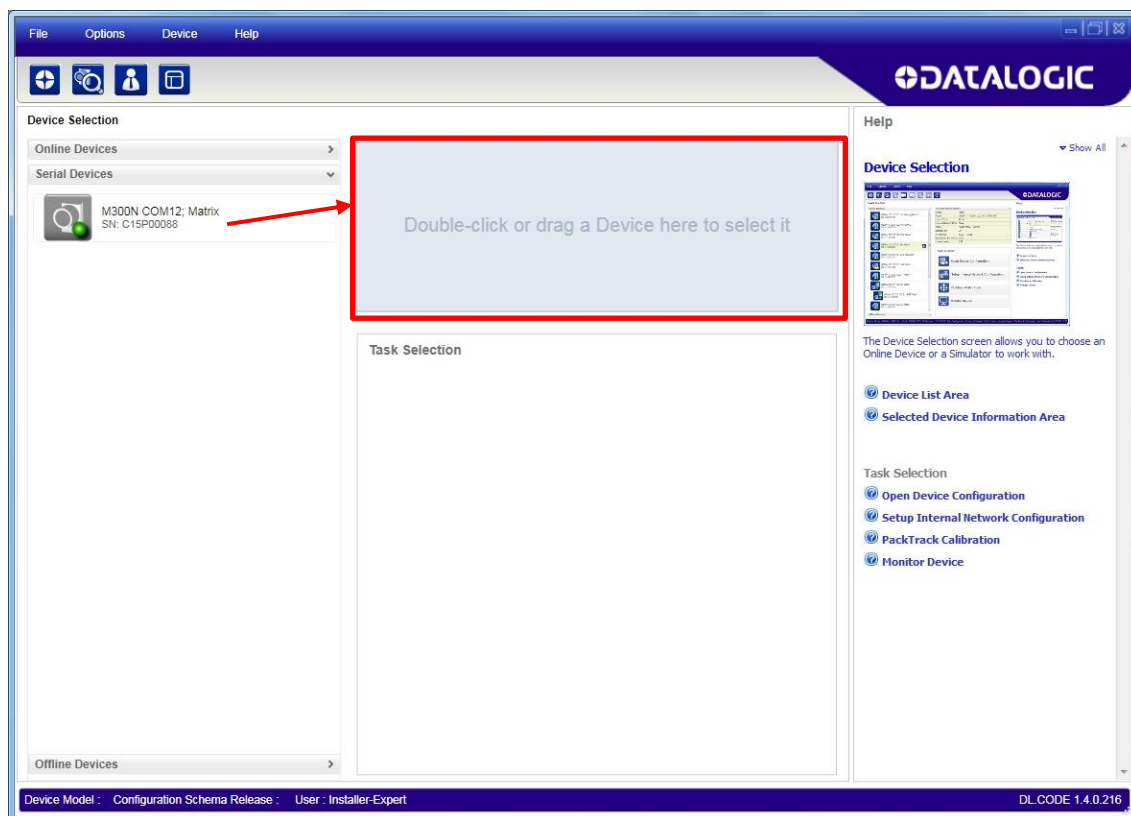 File Options Device Help
DATALOGIC
Device Selection
Online Devices
Serial Devices
M300N COM12; Matrix
SN: C15P00088
Double-clickor drag a Device here to select it
Task Selection
Offline Devices
Help
Show All
Device Selection
The Device Selection screen allows you to choose an
Online Device or a Simulator to work with.
Device List Area
Selected Device Information Area
Task Selection
Open Device Configuration
Setup Internal Network Configuration
PackTrack Calibration
Monitor Device
Device Model : Configuration Schema Release : User : Installer-Expert
DL.CODE 1.4.0.216